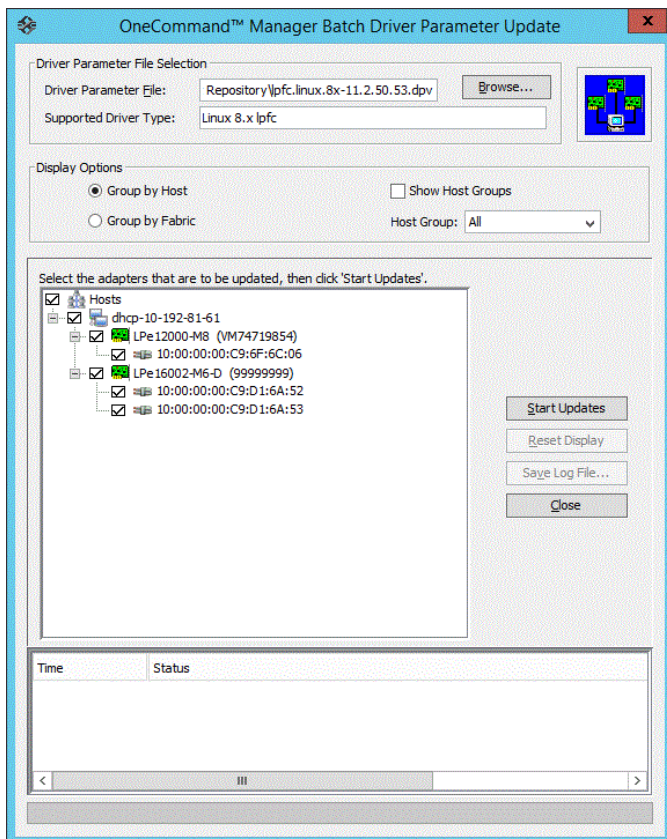 OneCommand™ Manager Batch Driver Parameter Update
x
Driver Parameter File Selection
Driver Parameter File: Repository\lpfc.linux.8x-11.2.50.53.dpv Browse...
Supported Driver Type: Linux 8.x lpfc
Display Options
Group by Host Show Host Groups
Group by Fabric Host Group: All
Select the adapters that are to be updated, then click 'Start Updates'.
Hosts
dhcp-10-192-81-61
LPe12000-M8 (VM74719854)
10:00:00:00:C9:6F:6C:06
LPe16002-M6-D (99999999)
10:00:00:00:C9:D1:6A:52
10:00:00:00:C9:D1:6A:53
Start Updates
Reset Display
Save Log File...
Close
Time Status